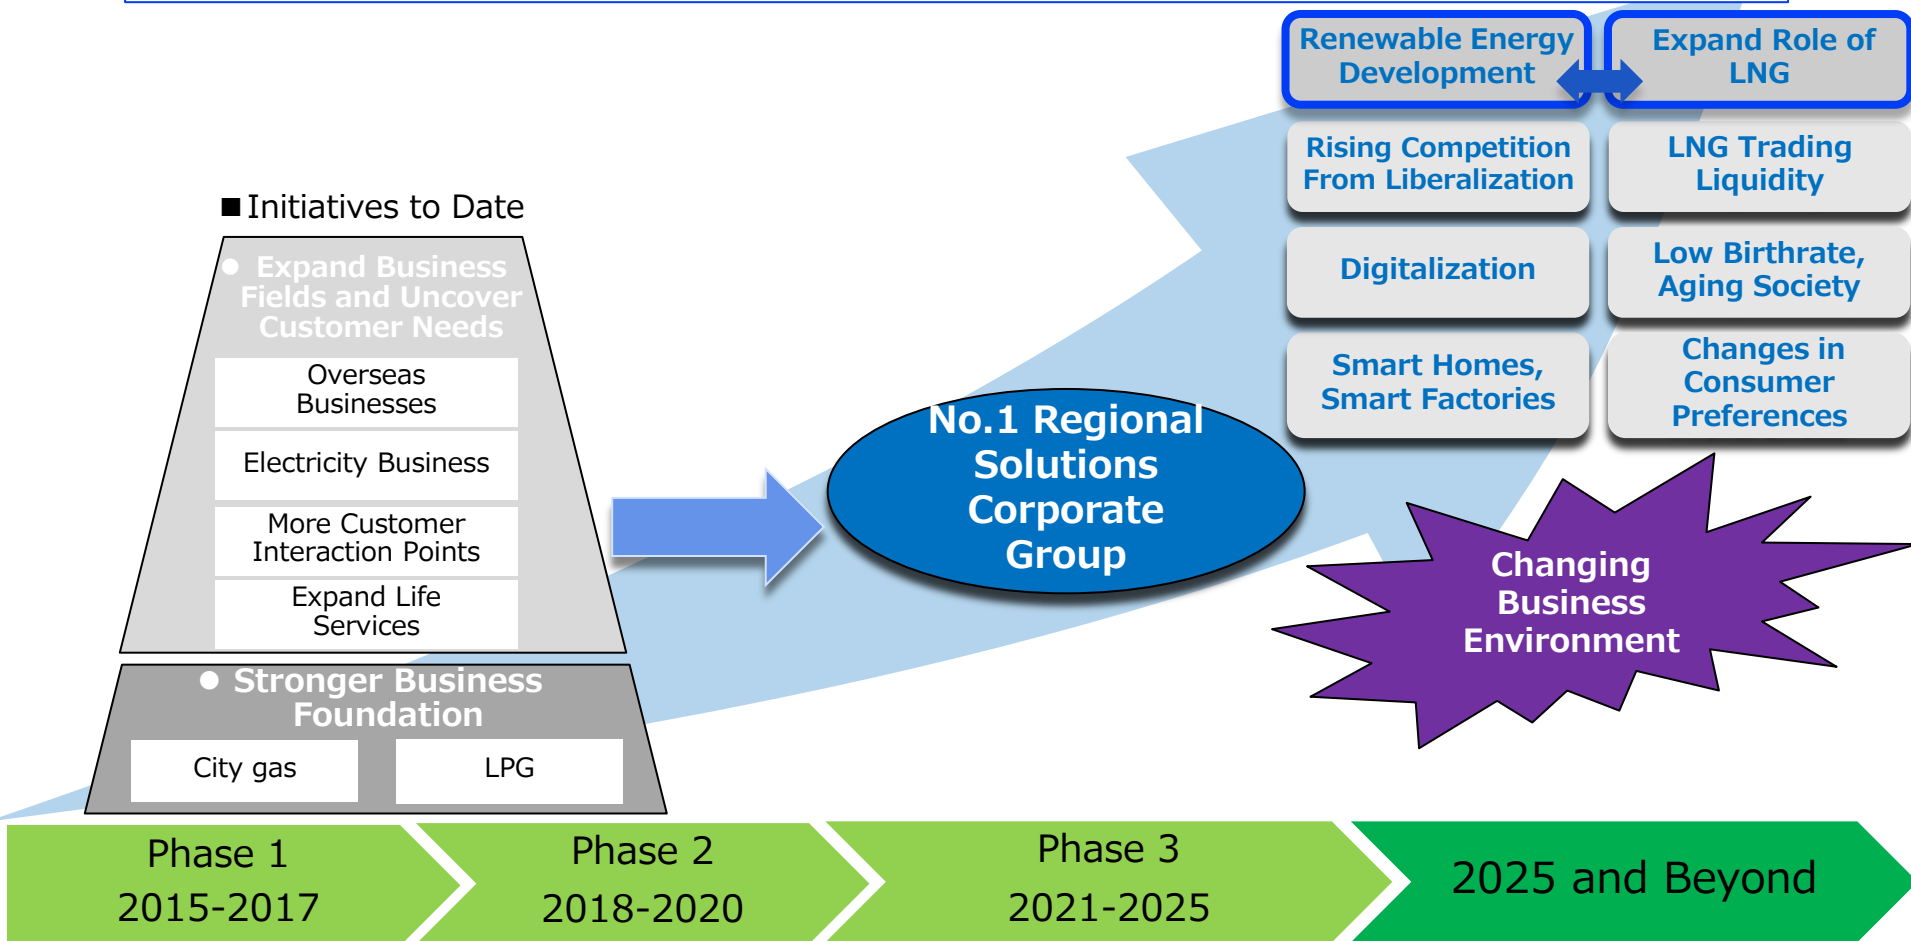 Renewable Energy
Development
Expand Role of
LNG
Rising Competition
From Liberalization
LNG Trading
Liquidity
Digitalization
Low Birthrate,
Aging Society
Smart Homes,
Smart Factories
Changes in
Consumer
Preferences
■Initiatives to Date
● Expand Business
Fields and Uncover
Customer Needs
Overseas
Businesses
Electricity Business
More Customer
Interaction Points
Expand Life
Services
● Stronger Business
Foundation
City gas
LPG
No.1 Regional
Solutions
Corporate
Group
Changing
Business
Environment
Phase 1
2015-2017
Phase 2
2018-2020
Phase 3
2021-2025
2025 and Beyond